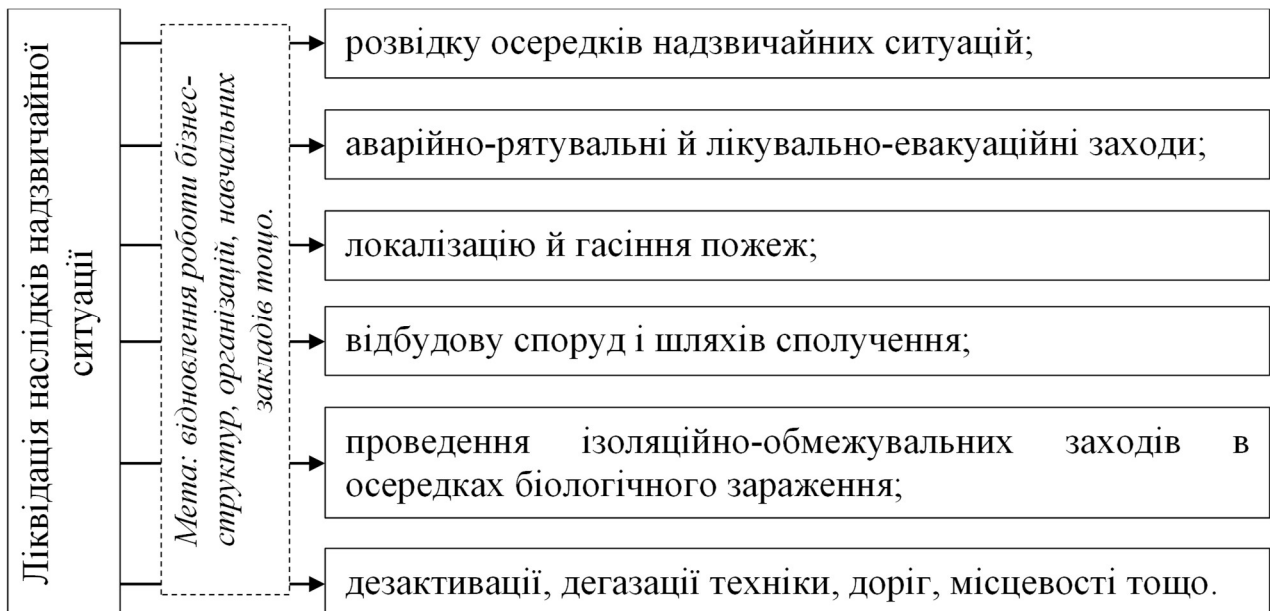 Ліквідація наслідків надзвичайної
ситуації
Мета: відновлення роботи бізнес-
структур, організацій, навчальних
закладів тощо.
розвідку осередків надзвичайних ситуацій;
аварійно-рятувальні й лікувально-евакуаційні заходи;
локалізацію й гасіння пожеж;
відбудову споруд і шляхів сполучення;
проведення ізоляційно-обмежувальних заходів в
осередках біологічного зараження;
дезактивації, дегазації техніки, доріг, місцевості тощо.